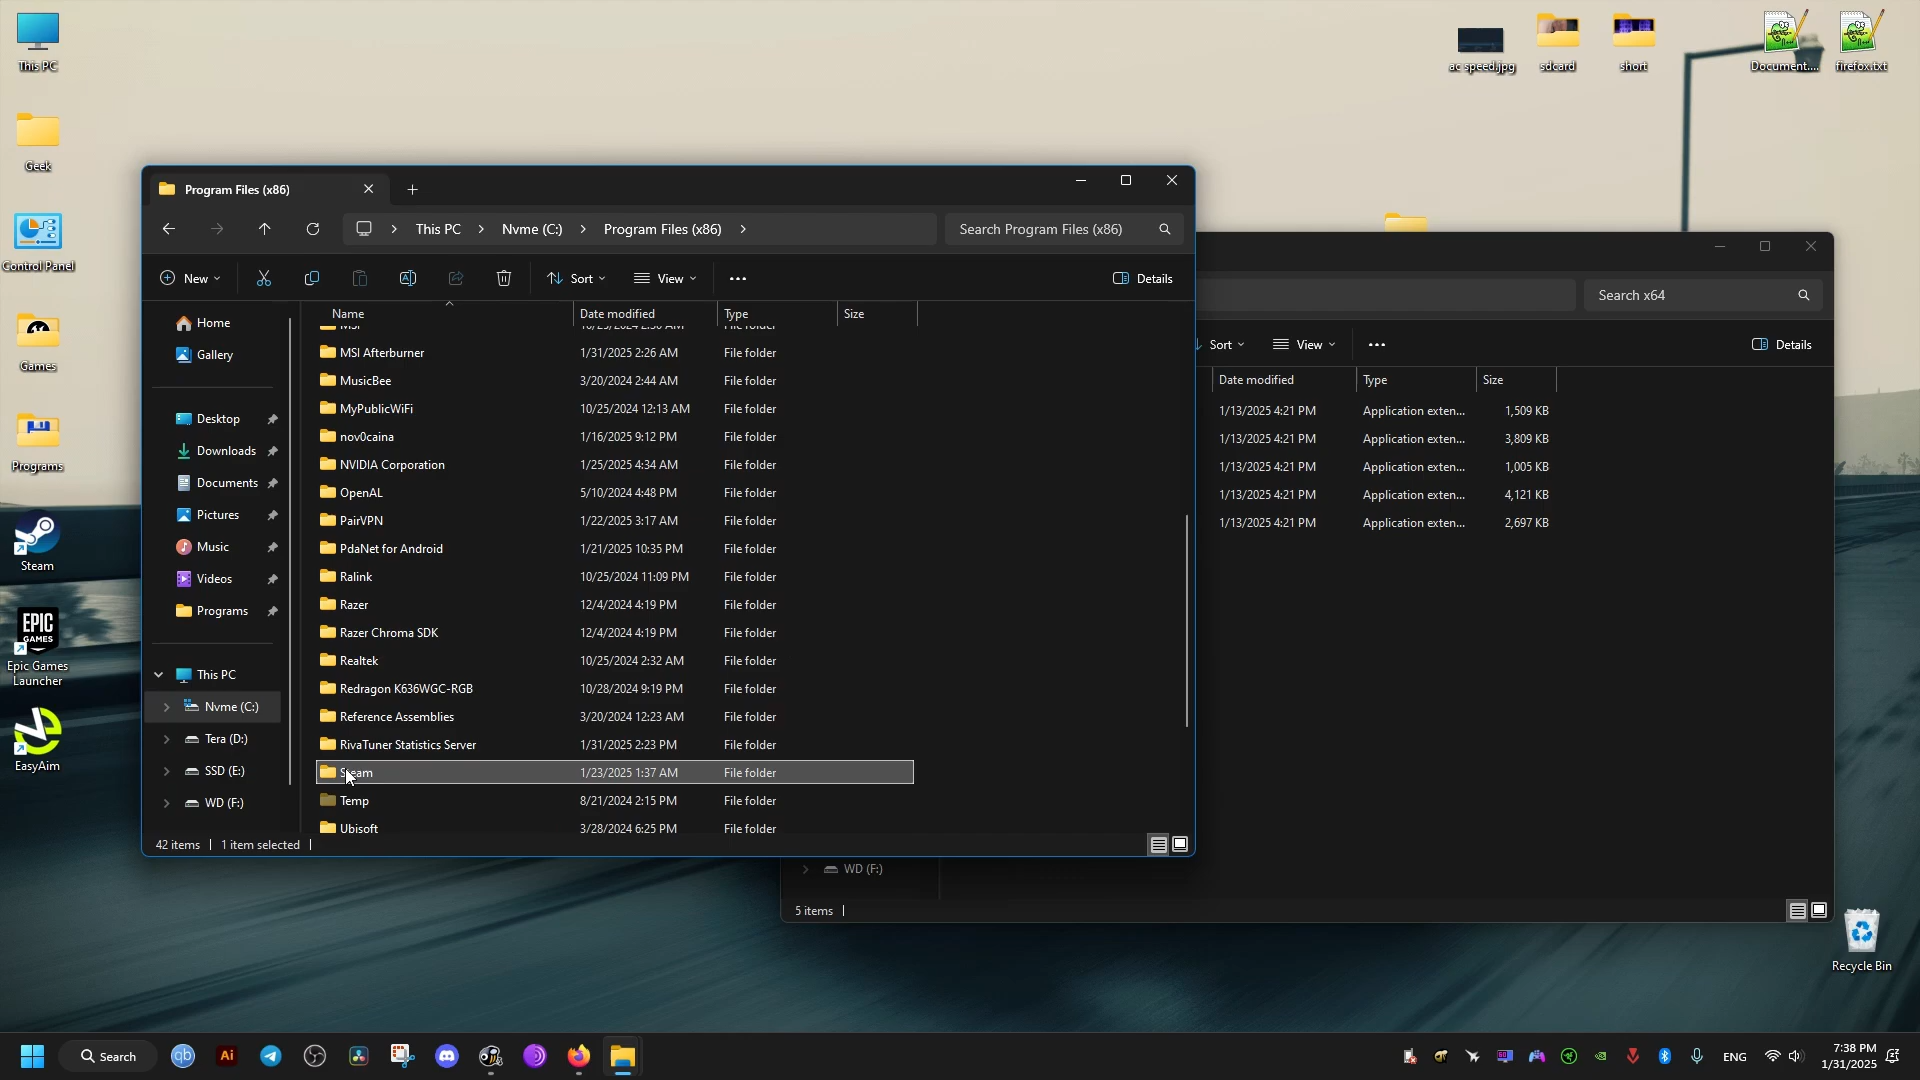 This PC
Geek
Control Panel
Games
Programs
Steam
EPIC
GAMES
Epic Games
Launcher
EasyAim
ac speed.jpg
sdcard
short
Document....
firefox.txt
Recycle Bin
Program Files (x86)
This PC
Nvme (C:)
Program Files (x86)
Search Program Files (x86)
New
Sort
View
Details
Home
Gallery
Desktop
Downloads
Documents
Pictures
Music
Videos
Programs
This PC
Nvme (C:)
Tera (D:)
SSD (E:)
WD (F:)
Name Date modified Type Size
MSI 10/25/2024 2:30 AM File folder
MSI Afterburner 1/31/2025 2:26 AM File folder
MusicBee 3/20/2024 2:44 AM File folder
MyPublicWiFi 10/25/2024 12:13 AM File folder
nov0caina 1/16/2025 9:12 PM File folder
NVIDIA Corporation 1/25/2025 4:34 AM File folder
OpenAL 5/10/2024 4:48 PM File folder
PairVPN 1/22/2025 3:17 AM File folder
PdaNet for Android 1/21/2025 10:35 PM File folder
Ralink 10/25/2024 11:09 PM File folder
Razer 12/4/2024 4:19 PM File folder
Razer Chroma SDK 12/4/2024 4:19 PM File folder
Realtek 10/25/2024 2:32 AM File folder
Redragon K636WGC-RGB 10/28/2024 9:19 PM File folder
Reference Assemblies 3/20/2024 12:23 AM File folder
RivaTuner Statistics Server 1/31/2025 2:23 PM File folder
Steam 1/23/2025 1:37 AM File folder
Temp 8/21/2024 2:15 PM File folder
Ubisoft 3/28/2024 6:25 PM File folder
42 items 1 item selected
Search x64
Sort
View
Details
Date modified Type Size
1/13/2025 4:21 PM Application exten... 1,509 KB
1/13/2025 4:21 PM Application exten... 3,809 KB
1/13/2025 4:21 PM Application exten... 1,005 KB
1/13/2025 4:21 PM Application exten... 4,121 KB
1/13/2025 4:21 PM Application exten... 2,697 KB
WD (F:)
5 items
Search
qb
Ai
ENG
7:38 PM
1/31/2025